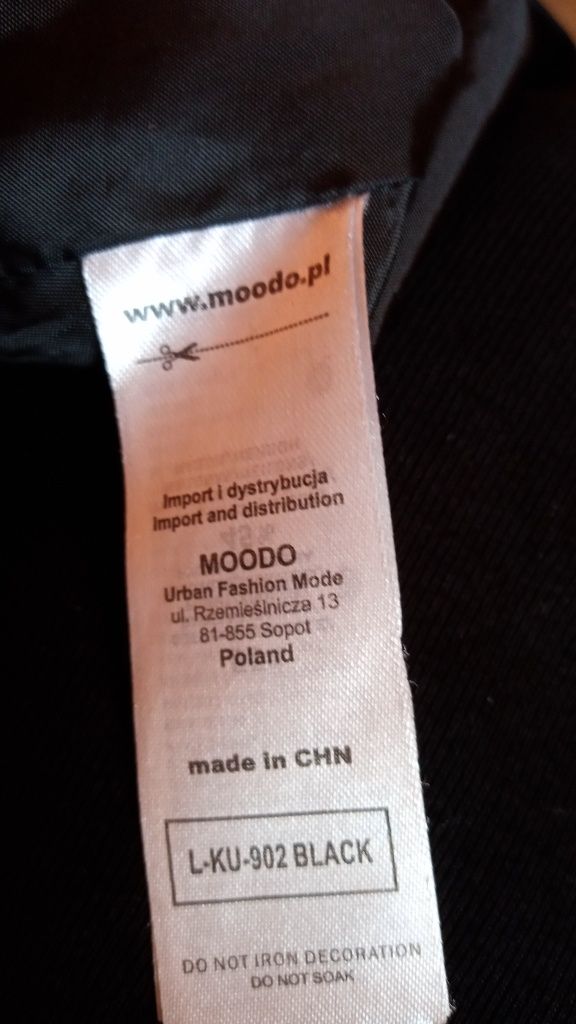 www.moodo.pl
Import i dystrybucja
Import and distribution
MOODO
Urban Fashion Mode
ul. Rzemieślnicza 13
81-855 Sopot
Poland
made in CHN
L-KU-902 BLACK
DO NOT IRON DECORATION
DO NOT SOAK